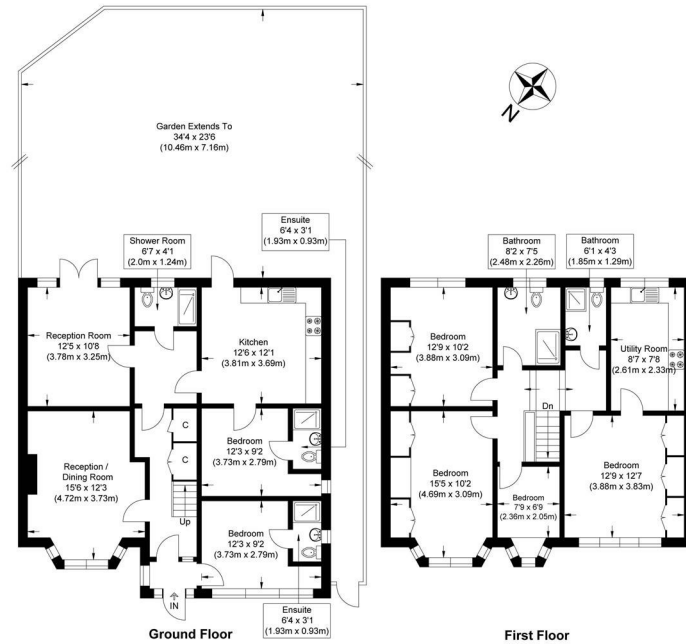 N
Garden Extends To
34'4 x 23'6
(10.46m x 7.16m)
Ensuite
6'4 x 3'1
(1.93m x 0.93m)
Shower Room
6'7 x 4'1
(2.0m x 1.24m)
Reception Room
12'5 x 10'8
(3.78m x 3.25m)
Kitchen
12'6 x 12'1
(3.81m x 3.69m)
Reception /
Dining Room
15'6 x 12'3
(4.72m x 3.73m)
C
C
Up
Bedroom
12'3 x 9'2
(3.73m x 2.79m)
Bedroom
12'3 x 9'2
(3.73m x 2.79m)
IN
Ensuite
6'4 x 3'1
(1.93m x 0.93m)
Ground Floor
Bathroom
8'2 x 7'5
(2.48m x 2.26m)
Bathroom
6'1 x 4'3
(1.85m x 1.29m)
Bedroom
12'9 x 10'2
(3.88m x 3.09m)
Utility Room
8'7 x 7'8
(2.61m x 2.33m)
Dn
Bedroom
15'5 x 10'2
(4.69m x 3.09m)
Bedroom
7'9 x 6'9
(2.36m x 2.05m)
Bedroom
12'9 x 12'7
(3.88m x 3.83m)
First Floor